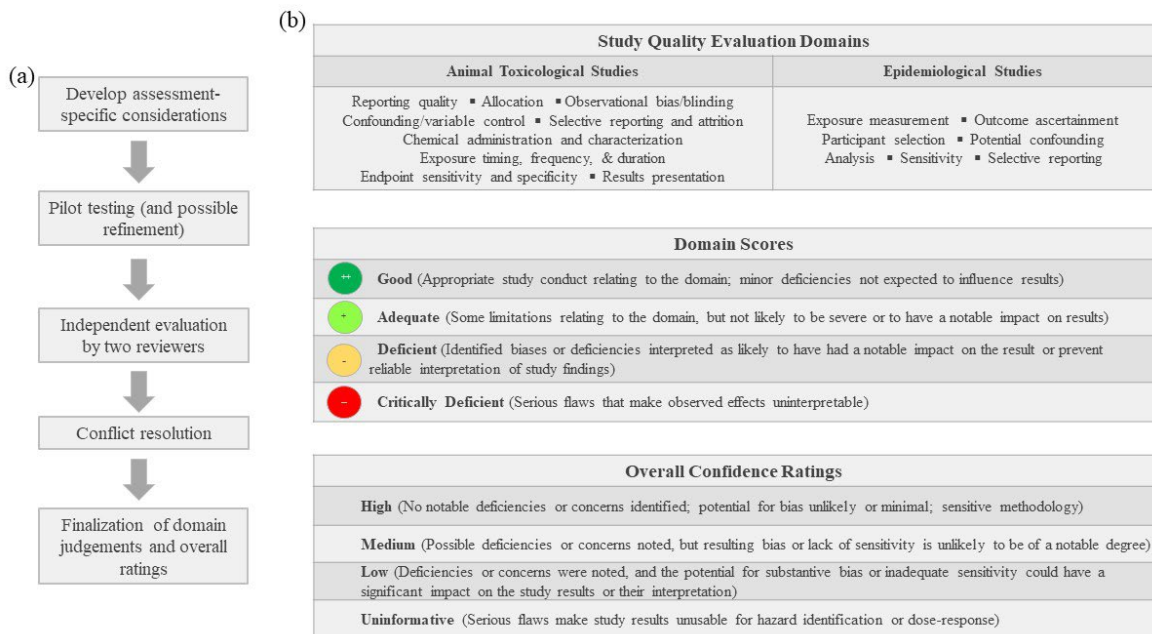 (a)
Develop assessment-
specific considerations
Pilot testing (and possible
refinement)
Independent evaluation
by two reviewers
Conflict resolution
Finalization of domain
judgements and overall
ratings
(b)
Study Quality Evaluation Domains
Animal Toxicological Studies
Reporting quality ▪ Allocation ▪ Observational bias/blinding
Confounding/variable control ▪ Selective reporting and attrition
Chemical administration and characterization
Exposure timing, frequency, & duration
Endpoint sensitivity and specificity ▪ Results presentation
Epidemiological Studies
Exposure measurement ▪ Outcome ascertainment
Participant selection ▪ Potential confounding
Analysis ▪ Sensitivity ▪ Selective reporting
Domain Scores
++ Good (Appropriate study conduct relating to the domain; minor deficiencies not expected to influence results)
+ Adequate (Some limitations relating to the domain, but not likely to be severe or to have a notable impact on results)
- Deficient (Identified biases or deficiencies interpreted as likely to have had a notable impact on the result or prevent
reliable interpretation of study findings)
-- Critically Deficient (Serious flaws that make observed effects uninterpretable)
Overall Confidence Ratings
High (No notable deficiencies or concerns identified; potential for bias unlikely or minimal; sensitive methodology)
Medium (Possible deficiencies or concerns noted, but resulting bias or lack of sensitivity is unlikely to be of a notable degree)
Low (Deficiencies or concerns were noted, and the potential for substantive bias or inadequate sensitivity could have a
significant impact on the study results or their interpretation)
Uninformative (Serious flaws make study results unusable for hazard identification or dose-response)